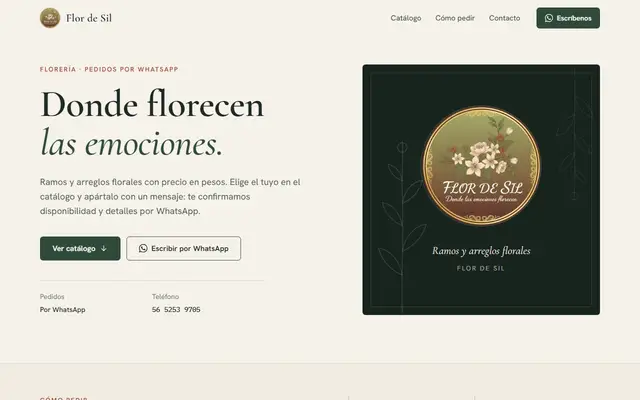 Flor de Sil
Catálogo
Cómo pedir
Contacto
Escríbenos
FLORERÍA · PEDIDOS POR WHATSAPP
Donde florecen
las emociones.
Ramos y arreglos florales con precio en pesos. Elige el tuyo en el
catálogo y apártalo con un mensaje: te confirmamos
disponibilidad y detalles por WhatsApp.
Ver catálogo ↓
Escribir por WhatsApp
Pedidos
Por WhatsApp
Teléfono
56 5253 9705
FLOR DE SIL
Donde las emociones florecen
Ramos y arreglos florales
FLOR DE SIL
CÓMO PEDIR